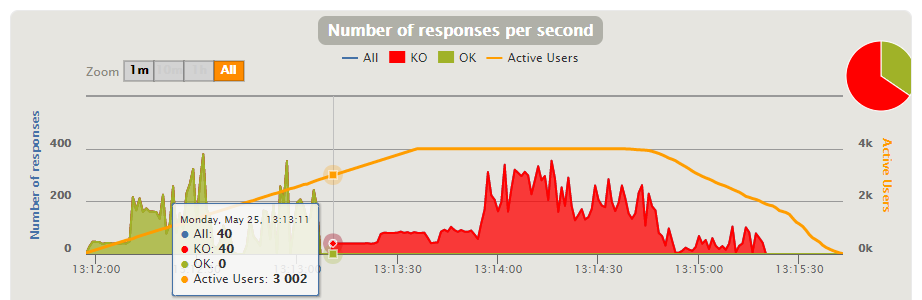 Number of responses per second
All KO OK Active Users
Zoom 1m 10m 1h All
Number of responses
400
200
0
4k
2k
0k
Active Users
Monday, May 25, 13:13:11
All: 40
KO: 40
OK: 0
Active Users: 3 002
13:12:00 13:13:30 13:14:00 13:14:30 13:15:00 13:15:30